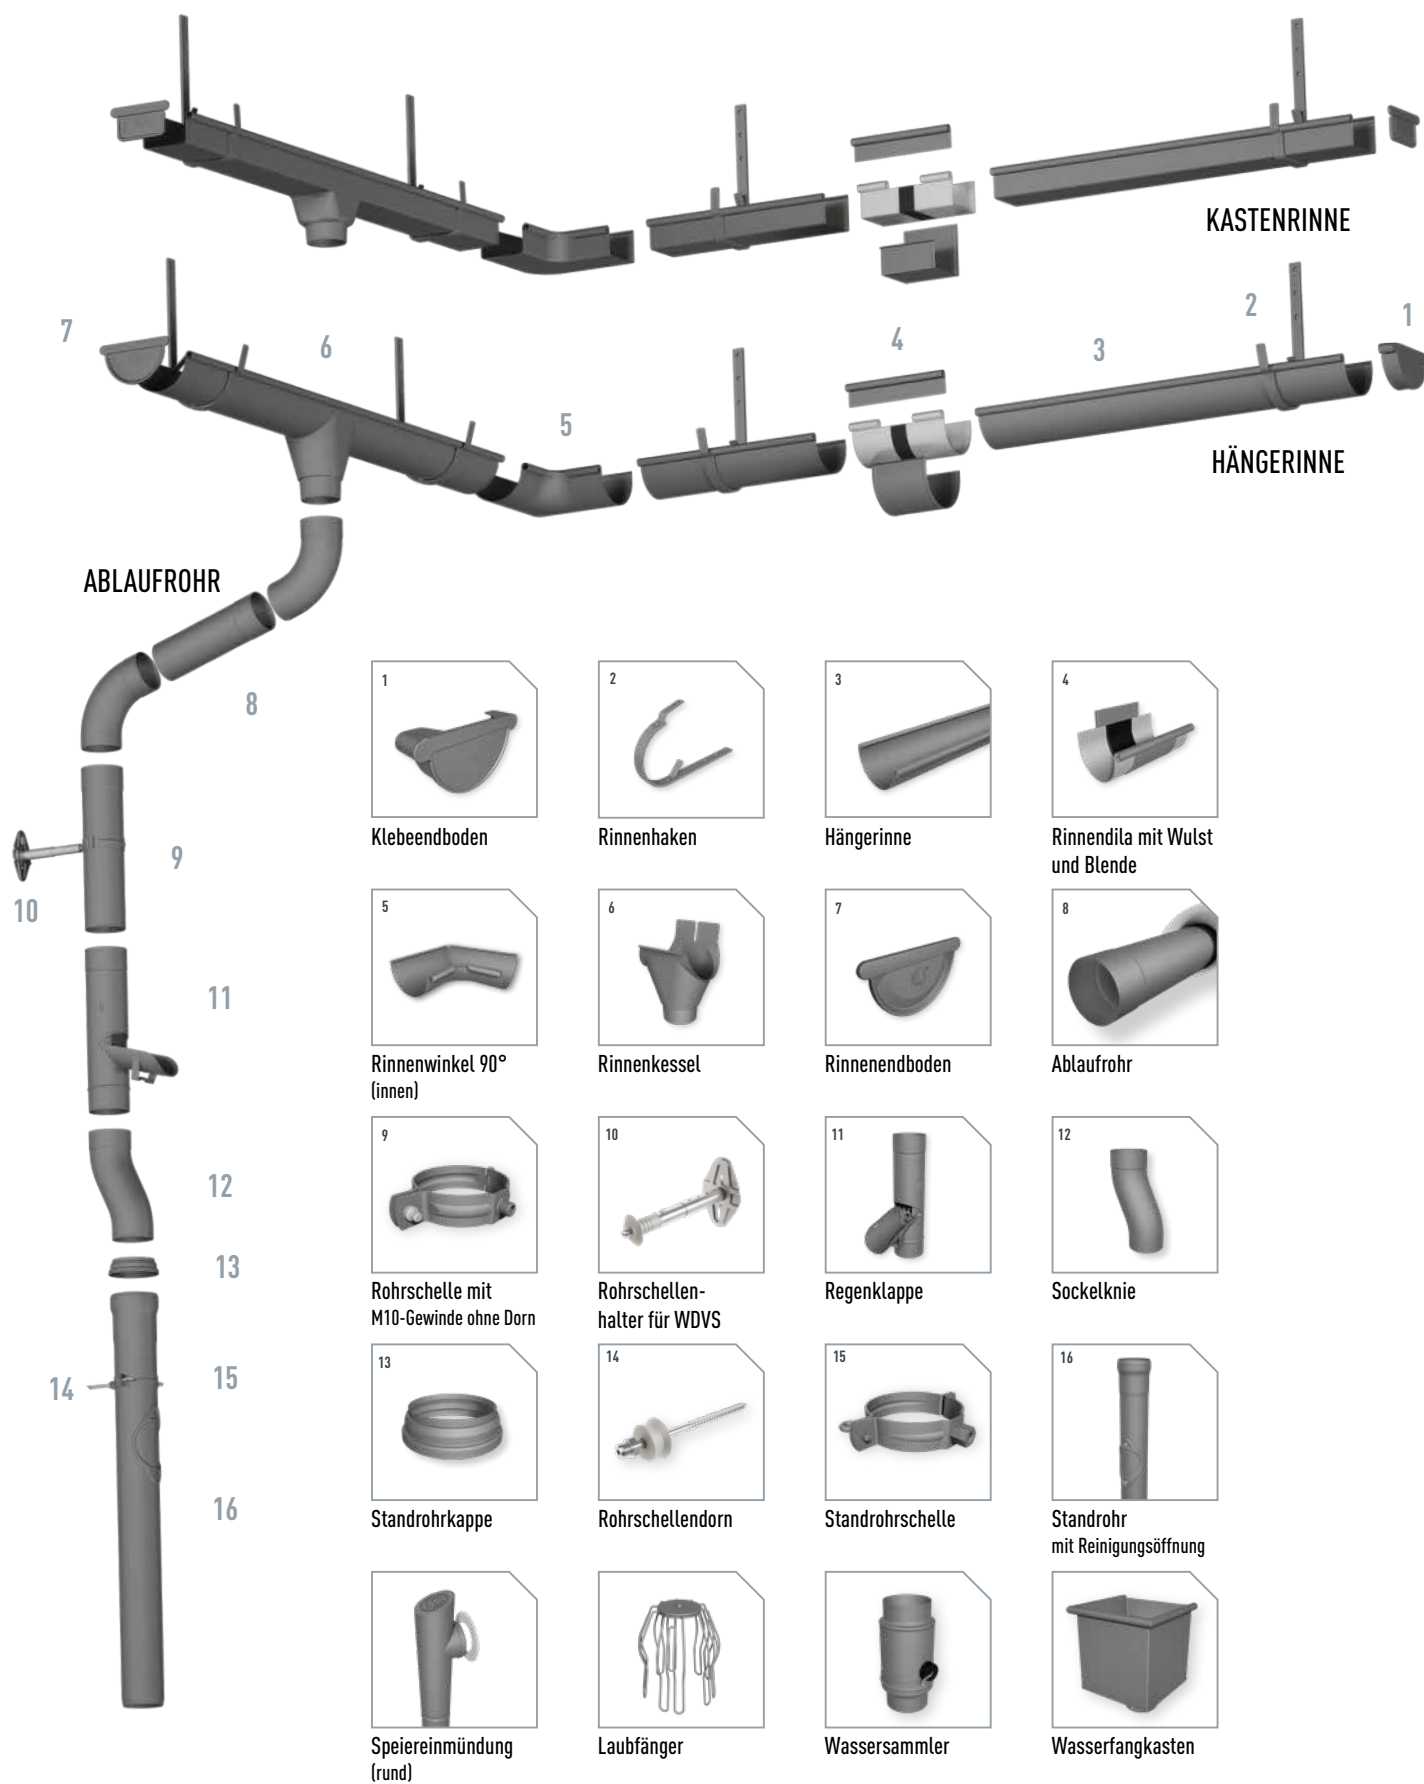 KASTENRINNE
7
6
5
4
3
2
1
HÄNGERINNE
ABLAUFROHR
8
9
10
11
12
13
14
15
16
1
Klebeendboden
2
Rinnenhaken
3
Hängerinne
4
Rinnendila mit Wulst
und Blende
5
Rinnenwinkel 90°
(innen)
6
Rinnenkessel
7
Rinnenendboden
8
Ablaufrohr
9
Rohrschelle mit
M10-Gewinde ohne Dorn
10
Rohrschellen-
halter für WDVS
11
Regenklappe
12
Sockelknie
13
Standrohrkappe
14
Rohrschellendorn
15
Standrohrschelle
16
Standrohr
mit Reinigungsöffnung
Speiereinmündung
(rund)
Laubfänger
Wassersammler
Wasserfangkasten